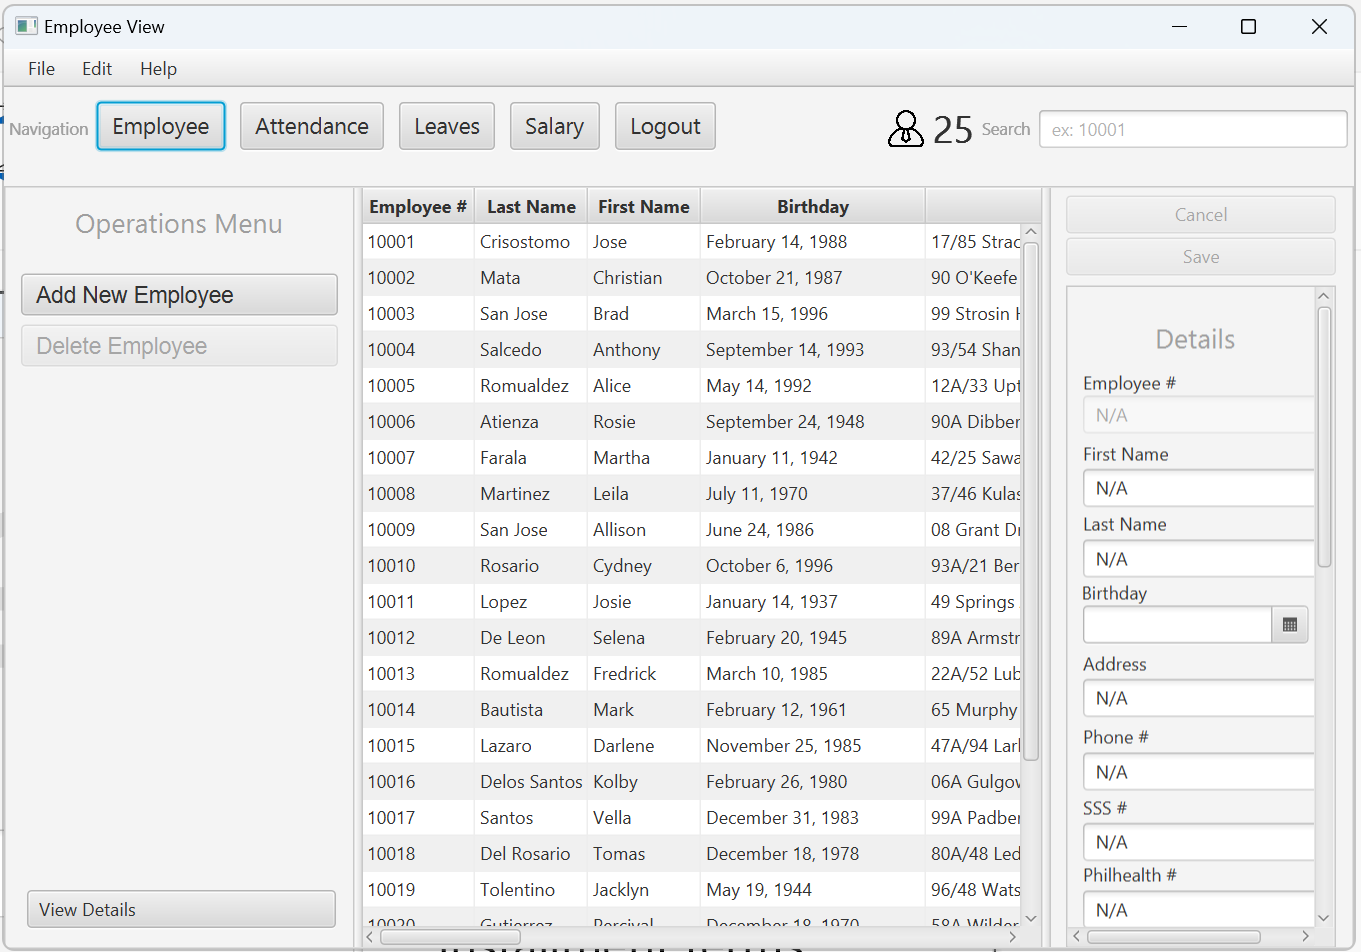 Employee View
File Edit Help
Navigation Employee Attendance Leaves Salary Logout 25 Search ex: 10001
Operations Menu
Add New Employee
Delete Employee
View Details
Employee # Last Name First Name Birthday
10001 Crisostomo Jose February 14, 1988 17/85 Strac
10002 Mata Christian October 21, 1987 90 O'Keefe
10003 San Jose Brad March 15, 1996 99 Strosin H
10004 Salcedo Anthony September 14, 1993 93/54 Shan
10005 Romualdez Alice May 14, 1992 12A/33 Upt
10006 Atienza Rosie September 24, 1948 90A Dibber
10007 Farala Martha January 11, 1942 42/25 Sawa
10008 Martinez Leila July 11, 1970 37/46 Kulas
10009 San Jose Allison June 24, 1986 08 Grant Dr
10010 Rosario Cydney October 6, 1996 93A/21 Ber
10011 Lopez Josie January 14, 1937 49 Springs
10012 De Leon Selena February 20, 1945 89A Armstr
10013 Romualdez Fredrick March 10, 1985 22A/52 Lub
10014 Bautista Mark February 12, 1961 65 Murphy
10015 Lazaro Darlene November 25, 1985 47A/94 Larl
10016 Delos Santos Kolby February 26, 1980 06A Gulgow
10017 Santos Vella December 31, 1983 99A Padber
10018 Del Rosario Tomas December 18, 1978 80A/48 Led
10019 Tolentino Jacklyn May 19, 1944 96/48 Wats
10020 Gutierrez Percival December 18, 1970 58A Wilder
Cancel
Save
Details
Employee #
N/A
First Name
N/A
Last Name
N/A
Birthday
Address
N/A
Phone #
N/A
SSS #
N/A
Philhealth #
N/A